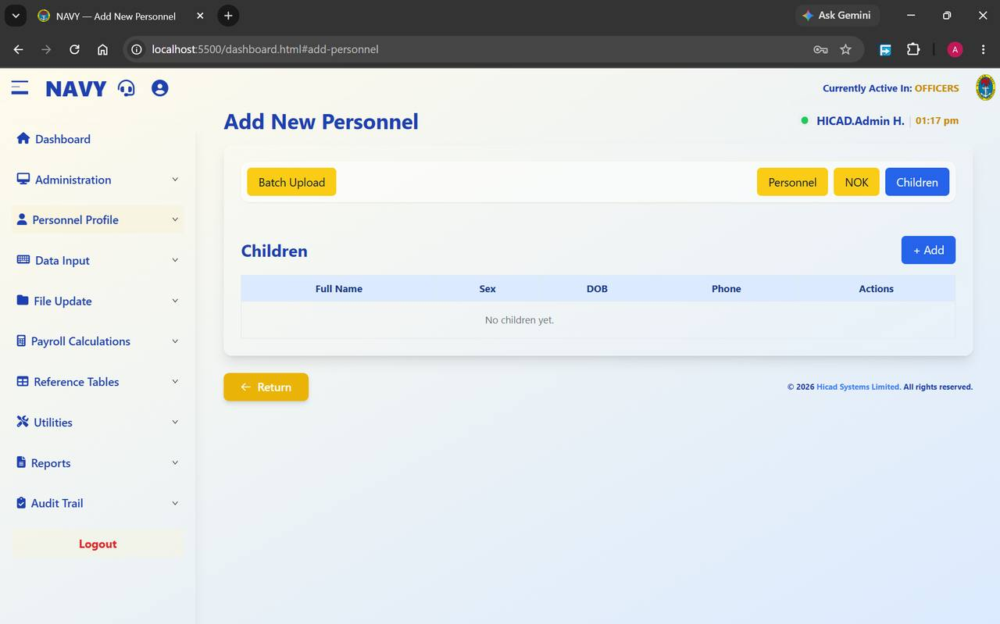 NAVY — Add New Personnel
Ask Gemini
localhost:5500/dashboard.html#add-personnel
A
NAVY
Currently Active In: OFFICERS
Add New Personnel
HICAD.Admin H. | 01:17 pm
Dashboard
Administration
Personnel Profile
Data Input
File Update
Payroll Calculations
Reference Tables
Utilities
Reports
Audit Trail
Logout
Batch Upload
Personnel
NOK
Children
Children
+ Add
Full Name Sex DOB Phone Actions
No children yet.
← Return
© 2026 Hicad Systems Limited. All rights reserved.